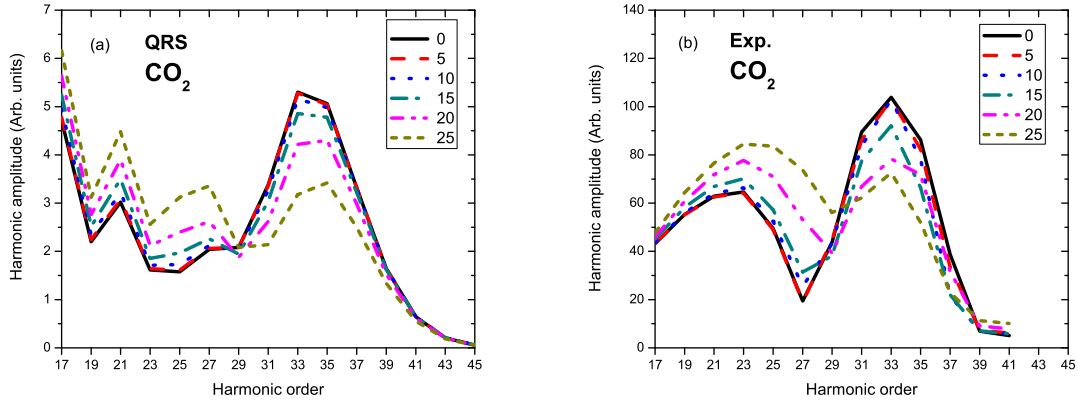 (a)
QRS
CO2
0
5
10
15
20
25
7
6
5
4
3
2
1
0
Harmonic amplitude (Arb. units)
17 19 21 23 25 27 29 31 33 35 37 39 41 43 45
Harmonic order
(b)
Exp.
CO2
0
5
10
15
20
25
140
120
100
80
60
40
20
0
Harmonic amplitude (Arb. units)
17 19 21 23 25 27 29 31 33 35 37 39 41 43 45
Harmonic order